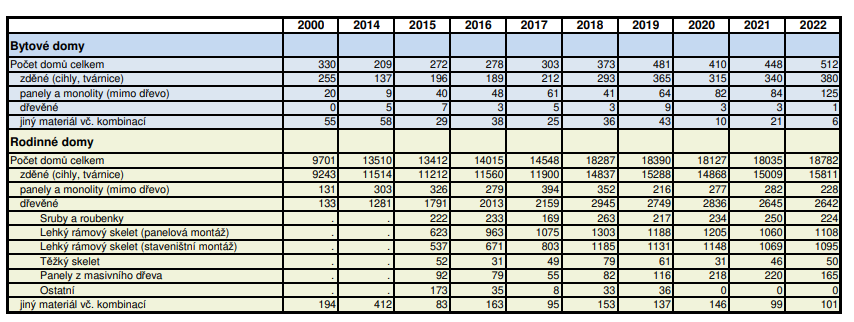 2000 2014 2015 2016 2017 2018 2019 2020 2021 2022
Bytové domy
Počet domů celkem 330 209 272 278 303 373 481 410 448 512
zděné (cihly, tvárnice) 255 137 196 189 212 293 365 315 340 380
panely a monolity (mimo dřevo) 20 9 40 48 61 41 64 82 84 125
dřevěné 0 5 7 3 5 3 9 3 3 1
jiný materiál vč. kombinací 55 58 29 38 25 36 43 10 21 6
Rodinné domy
Počet domů celkem 9701 13510 13412 14015 14548 18287 18390 18127 18035 18782
zděné (cihly, tvárnice) 9243 11514 11212 11560 11900 14837 15288 14868 15009 15811
panely a monolity (mimo dřevo) 131 303 326 279 394 352 216 277 282 228
dřevěné 133 1281 1791 2013 2159 2945 2749 2836 2645 2642
Sruby a roubenky . . 222 233 169 263 217 234 250 224
Lehký rámový skelet (panelová montáž) . . 623 963 1075 1303 1188 1205 1060 1108
Lehký rámový skelet (staveništní montáž) . . 537 671 803 1185 1131 1148 1069 1095
Těžký skelet . . 52 31 49 79 61 31 46 50
Panely z masivního dřeva . . 92 79 55 82 116 218 220 165
Ostatní . . 173 35 8 33 36 0 0 0
jiný materiál vč. kombinací 194 412 83 163 95 153 137 146 99 101